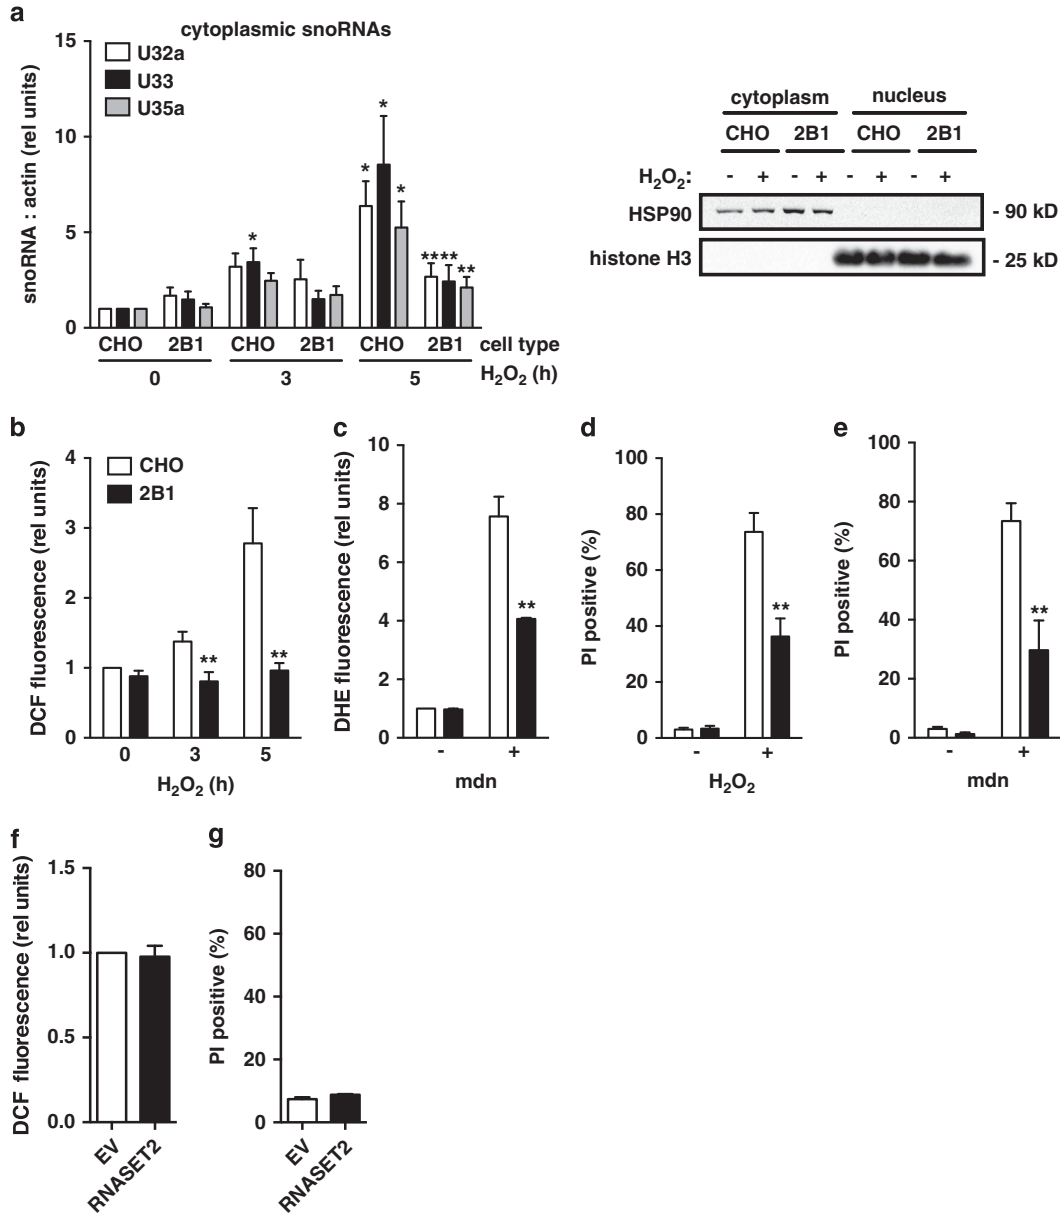 a
cytoplasmic snoRNAs
snoRNA : actin (rel units)
15
10
5
0
U32a
U33
U35a
*
*
*
*
**** **
CHO 2B1 CHO 2B1 CHO 2B1 cell type
0 3 5 H2O2 (h)
cytoplasm nucleus
CHO 2B1 CHO 2B1
H2O2: - + - + - + - +
HSP90 - 90 kD
histone H3 - 25 kD
b
DCF fluorescence (rel units)
4
3
2
1
0
CHO
2B1
**
**
0 3 5
H2O2 (h)
c
DHE fluorescence (rel units)
10
8
6
4
2
0
**
- +
mdn
d
PI positive (%)
100
80
60
40
20
0
**
- +
H2O2
e
PI positive (%)
100
80
60
40
20
0
**
- +
mdn
f
DCF fluorescence (rel units)
1.5
1.0
0.5
0.0
EV
RNASET2
g
PI positive (%)
80
60
40
20
0
EV
RNASET2